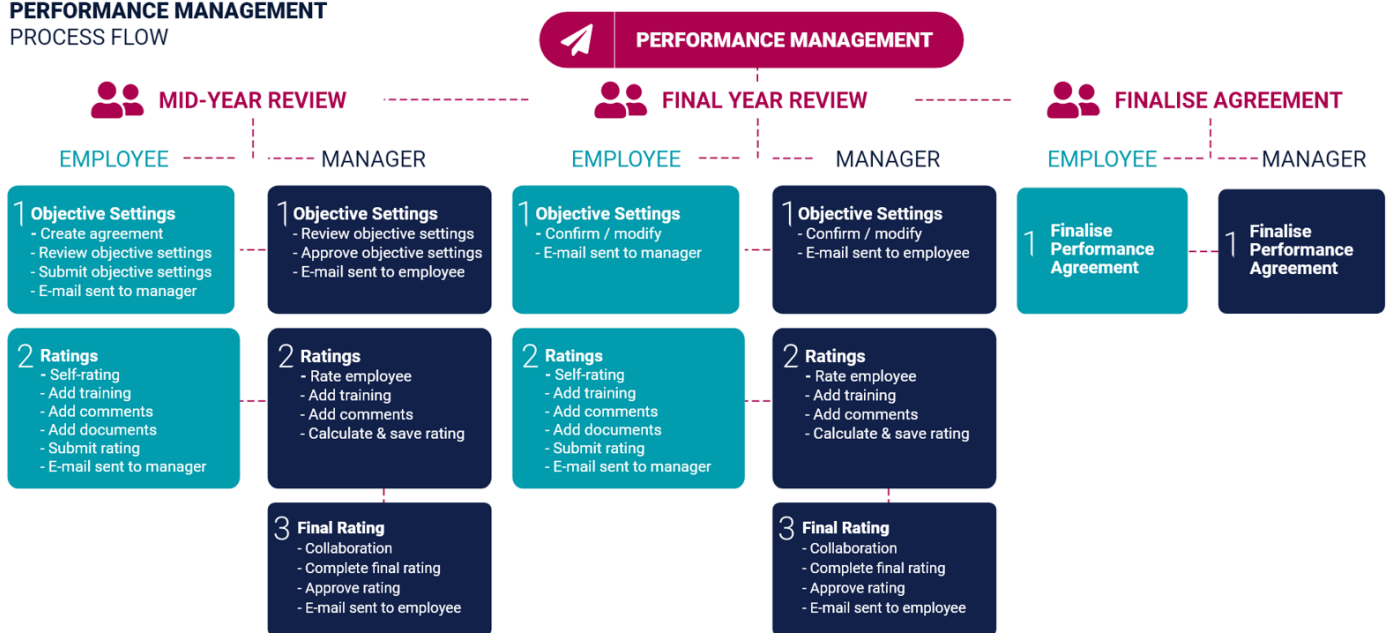 PERFORMANCE MANAGEMENT
PROCESS FLOW
PERFORMANCE MANAGEMENT
MID-YEAR REVIEW
EMPLOYEE
MANAGER
1 Objective Settings
- Create agreement
- Review objective settings
- Submit objective settings
- E-mail sent to manager
1 Objective Settings
- Review objective settings
- Approve objective settings
- E-mail sent to employee
2 Ratings
- Self-rating
- Add training
- Add comments
- Add documents
- Submit rating
- E-mail sent to manager
2 Ratings
- Rate employee
- Add training
- Add comments
- Calculate & save rating
3 Final Rating
- Collaboration
- Complete final rating
- Approve rating
- E-mail sent to employee
FINAL YEAR REVIEW
EMPLOYEE
MANAGER
1 Objective Settings
- Confirm / modify
- E-mail sent to manager
1 Objective Settings
- Confirm / modify
- E-mail sent to employee
2 Ratings
- Self-rating
- Add training
- Add comments
- Add documents
- Submit rating
- E-mail sent to manager
2 Ratings
- Rate employee
- Add training
- Add comments
- Calculate & save rating
3 Final Rating
- Collaboration
- Complete final rating
- Approve rating
- E-mail sent to employee
FINALISE AGREEMENT
EMPLOYEE
MANAGER
1 Finalise
Performance
Agreement
1 Finalise
Performance
Agreement